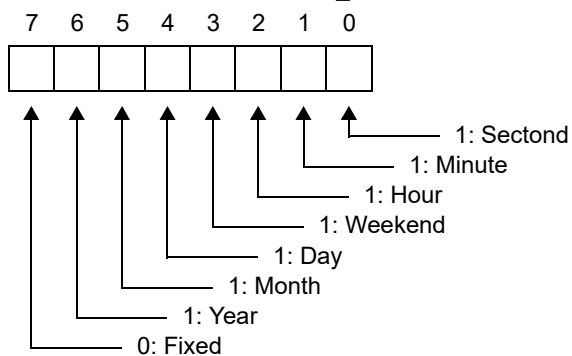 7 6 5 4 3 2 1 0
1: Sectond
1: Minute
1: Hour
1: Weekend
1: Day
1: Month
1: Year
0: Fixed